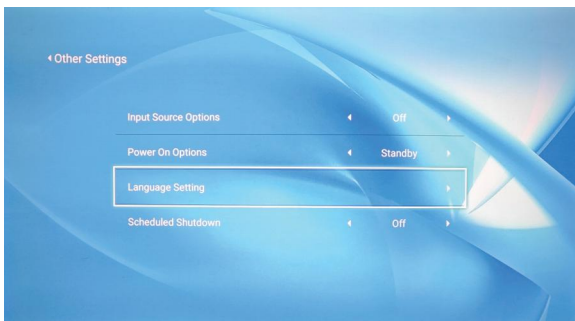 Other Settings
Input Source Options Off
Power On Options Standby
Language Setting
Scheduled Shutdown Off